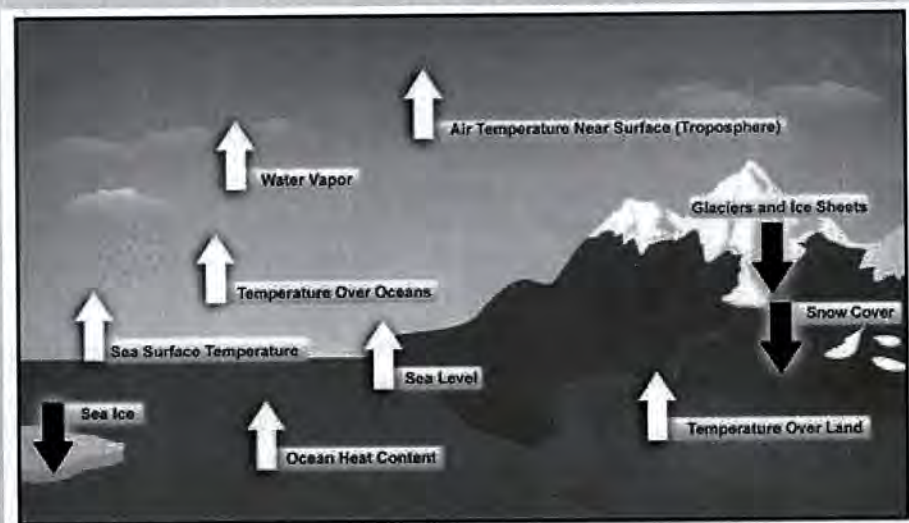 Air Temperature Near Surface (Troposphere)
Water Vapor
Glaciers and Ice Sheets
Temperature Over Oceans
Snow Cover
Sea Surface Temperature
Sea Level
Sea Ice
Temperature Over Land
Ocean Heat Content